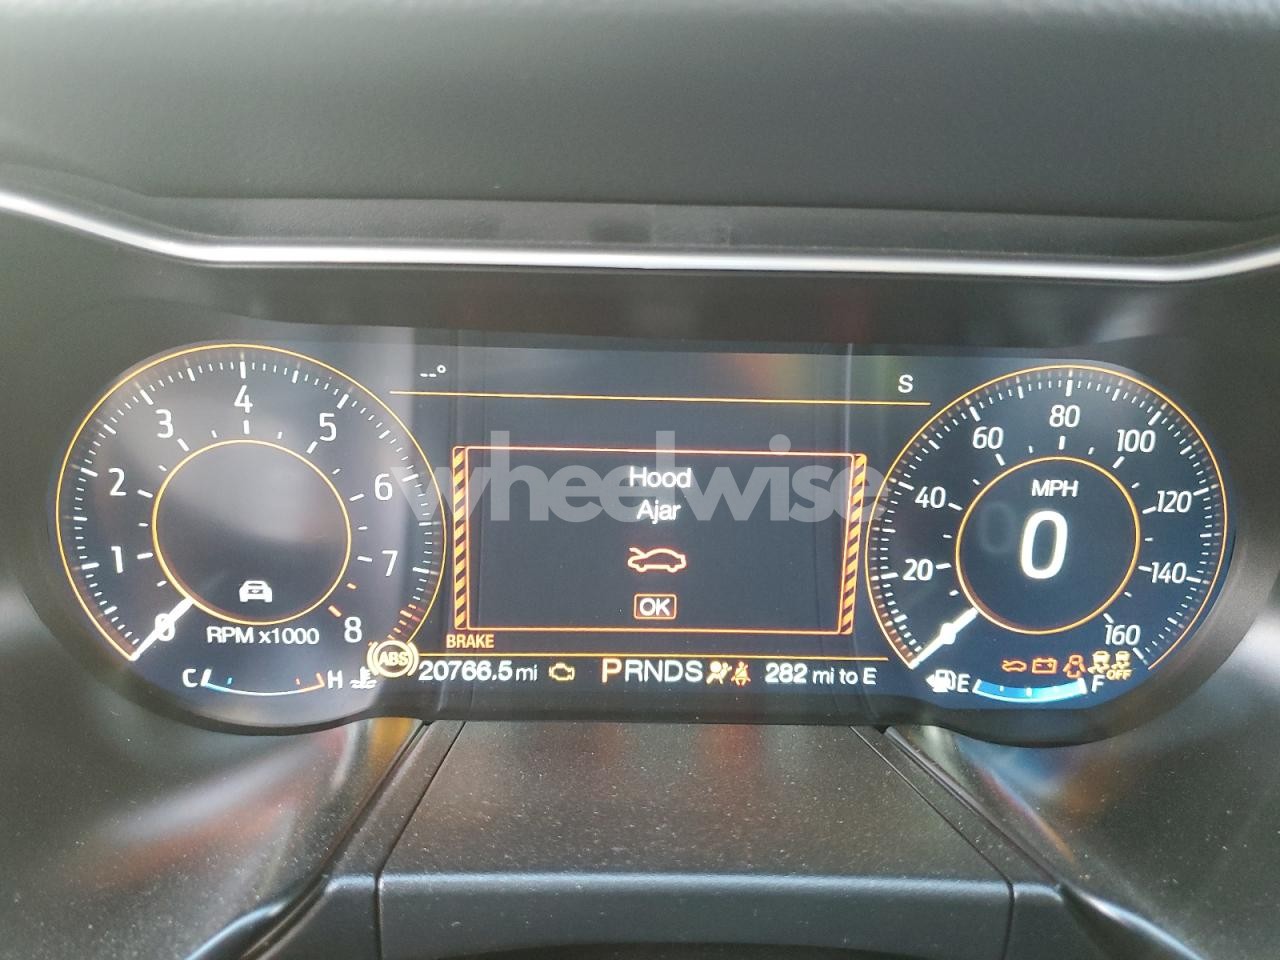 --°
S
wheelwise
Hood
Ajar
OK
0
1
2
3
4
5
6
7
8
RPM x1000
20
40
60
80
100
120
140
160
MPH
0
BRAKE
C
H
ABS
20766.5 mi
PRNDS
282 mi to E
E
F
OFF